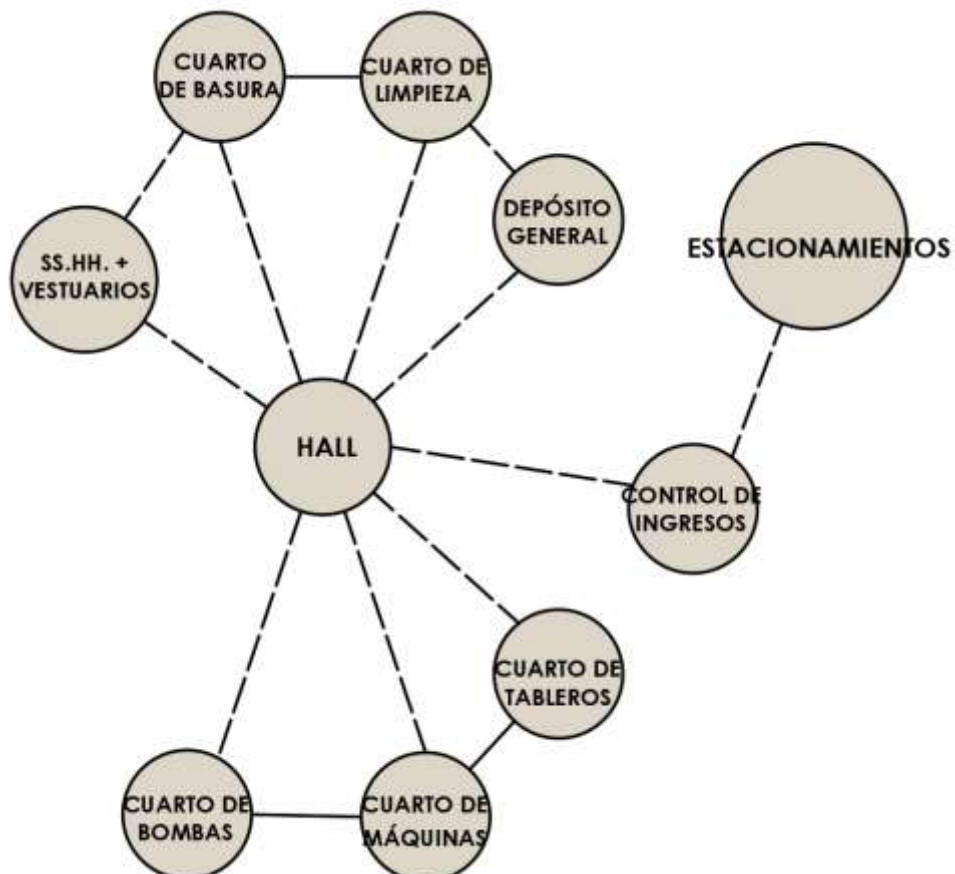 CUARTO
DE BASURA
CUARTO DE
LIMPIEZA
DEPÓSITO
GENERAL
ESTACIONAMIENTOS
SS.HH. +
VESTUARIOS
HALL
CONTROL DE
INGRESOS
CUARTO DE
TABLEROS
CUARTO DE
BOMBAS
CUARTO DE
MÁQUINAS